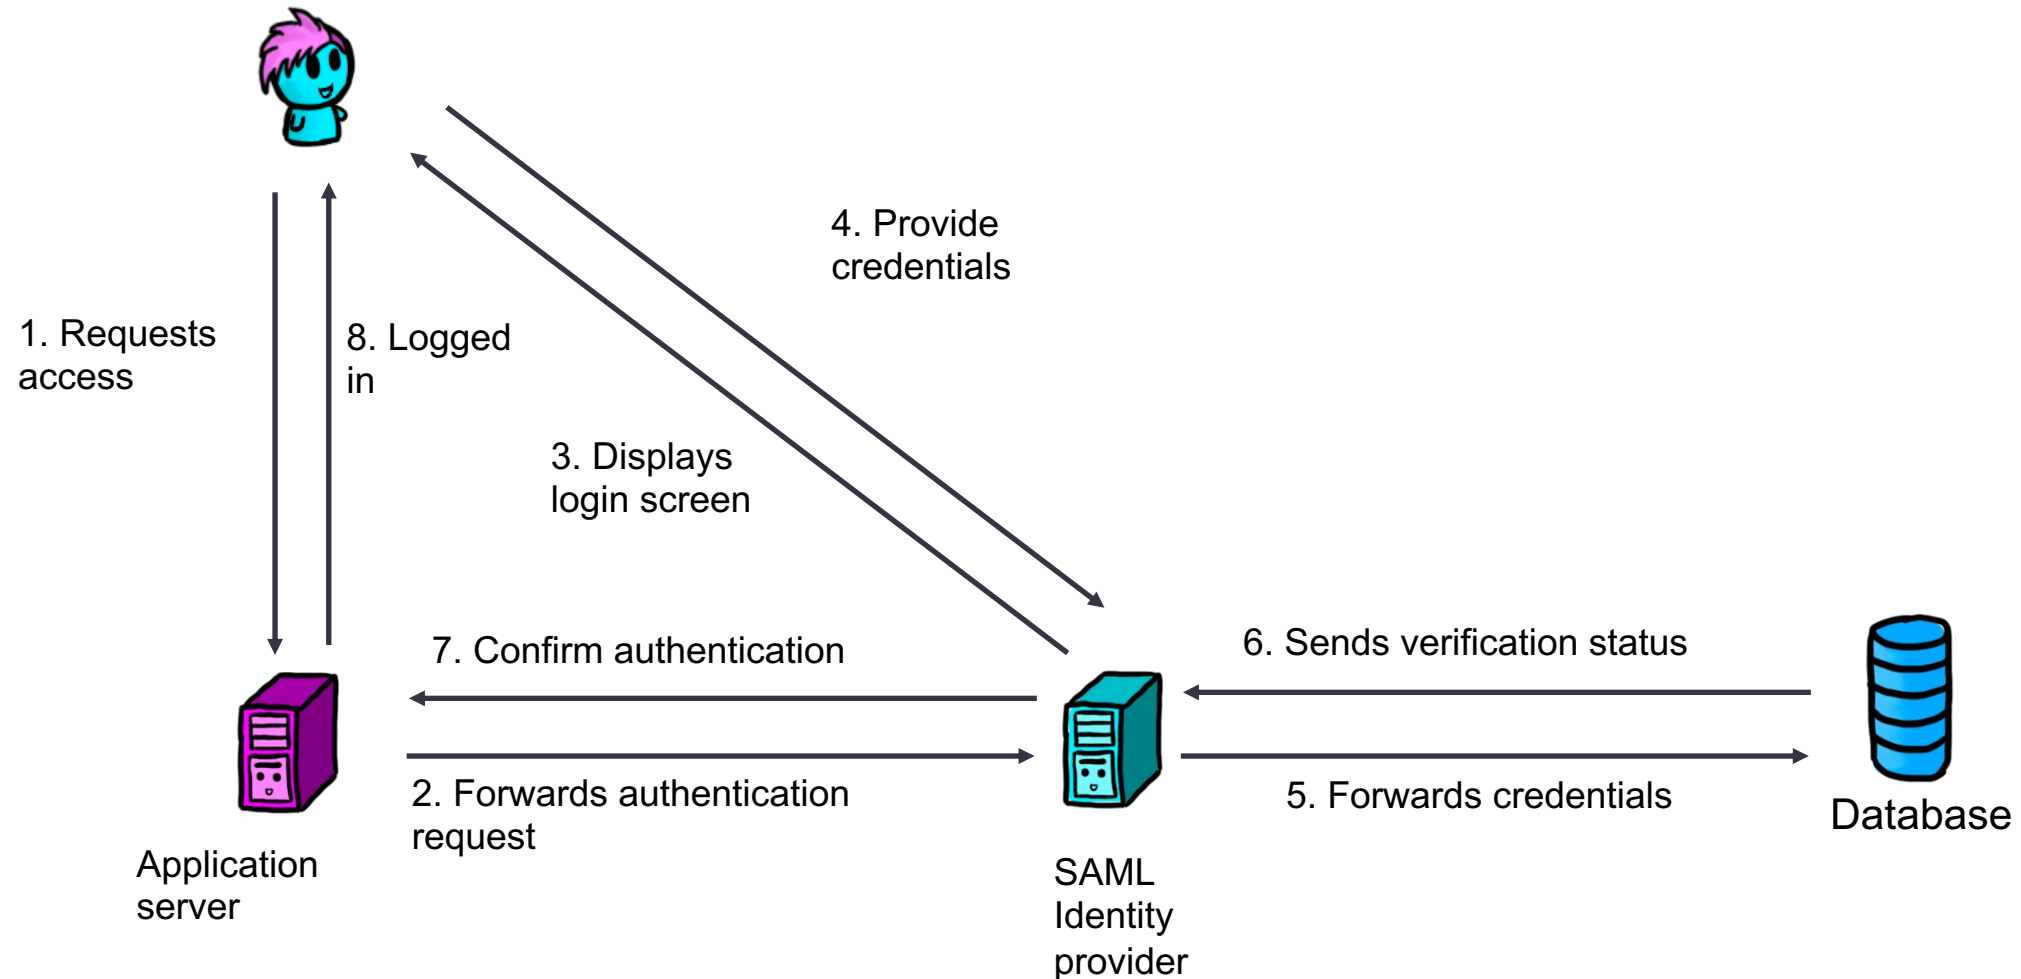 4. Provide
credentials
1. Requests
access
8. Logged
in
3. Displays
login screen
7. Confirm authentication
6. Sends verification status
2. Forwards authentication
request
5. Forwards credentials
Database
Application
server
SAML
Identity
provider